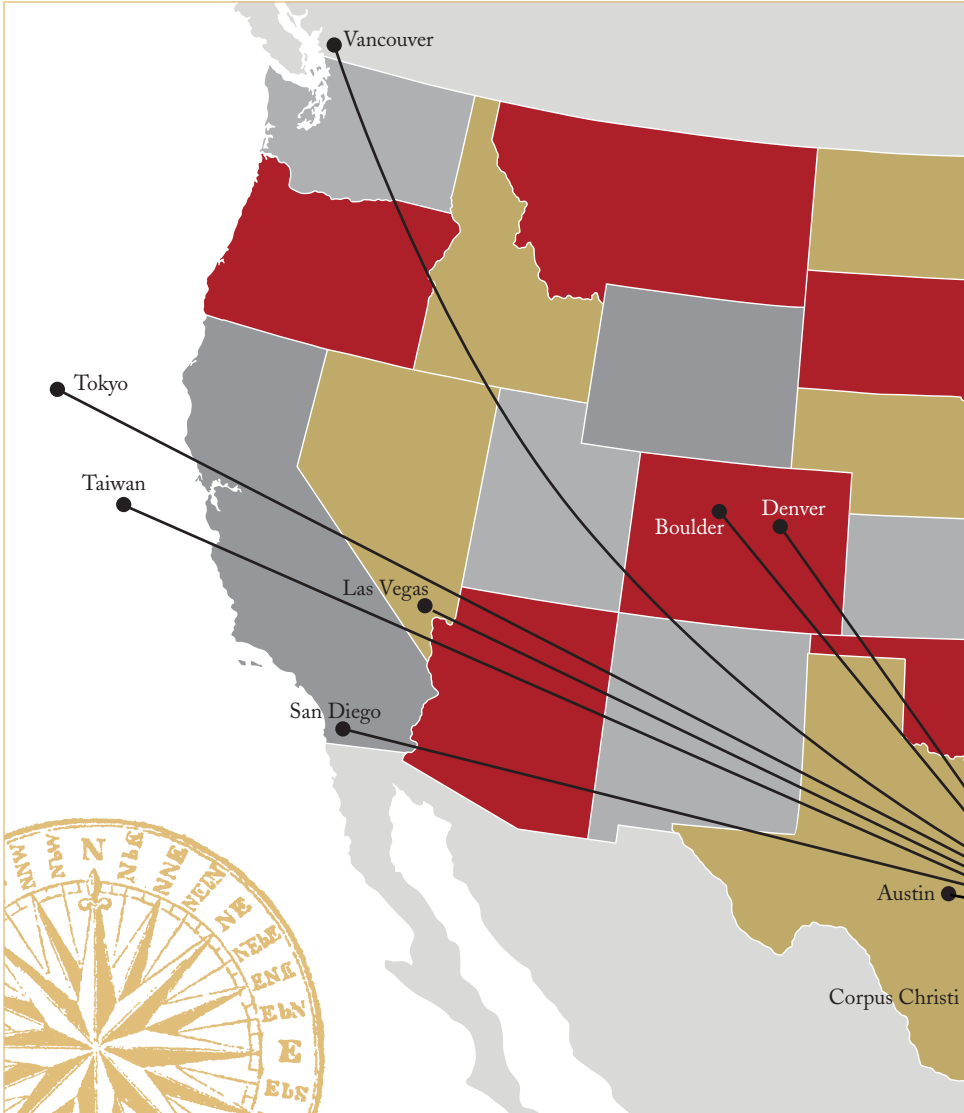 Vancouver
Tokyo
Taiwan
Boulder
Denver
Las Vegas
San Diego
Austin
Corpus Christi
NNW
NbW
N
NbE
NNE
NEbN
NE
NEbE
ENE
EbN
E
EbS